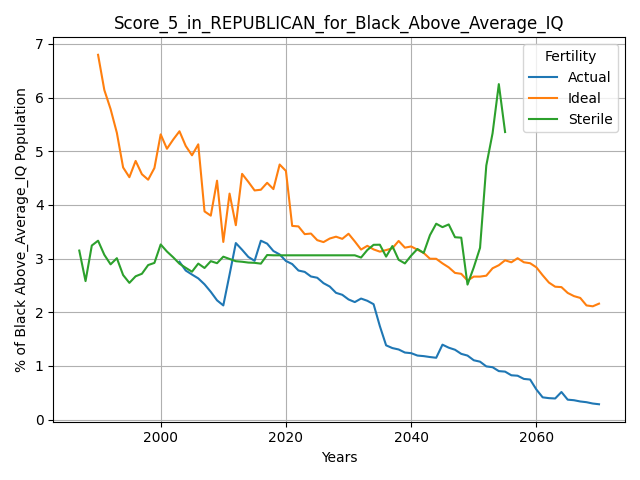 Score_5_in_REPUBLICAN_for_Black_Above_Average_IQ
% of Black Above_Average_IQ Population
7
6
5
4
3
2
1
0
Fertility
Actual
Ideal
Sterile
2000
2020
2040
2060
Years